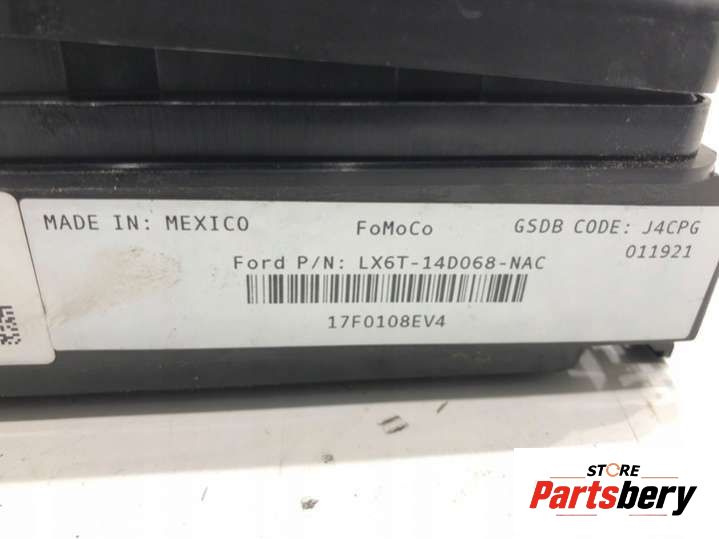 MADE IN: MEXICO FoMoCo GSDB CODE: J4CPG
011921
Ford P/N: LX6T-14D068-NAC
17F0108EV4
STORE
Partsbery